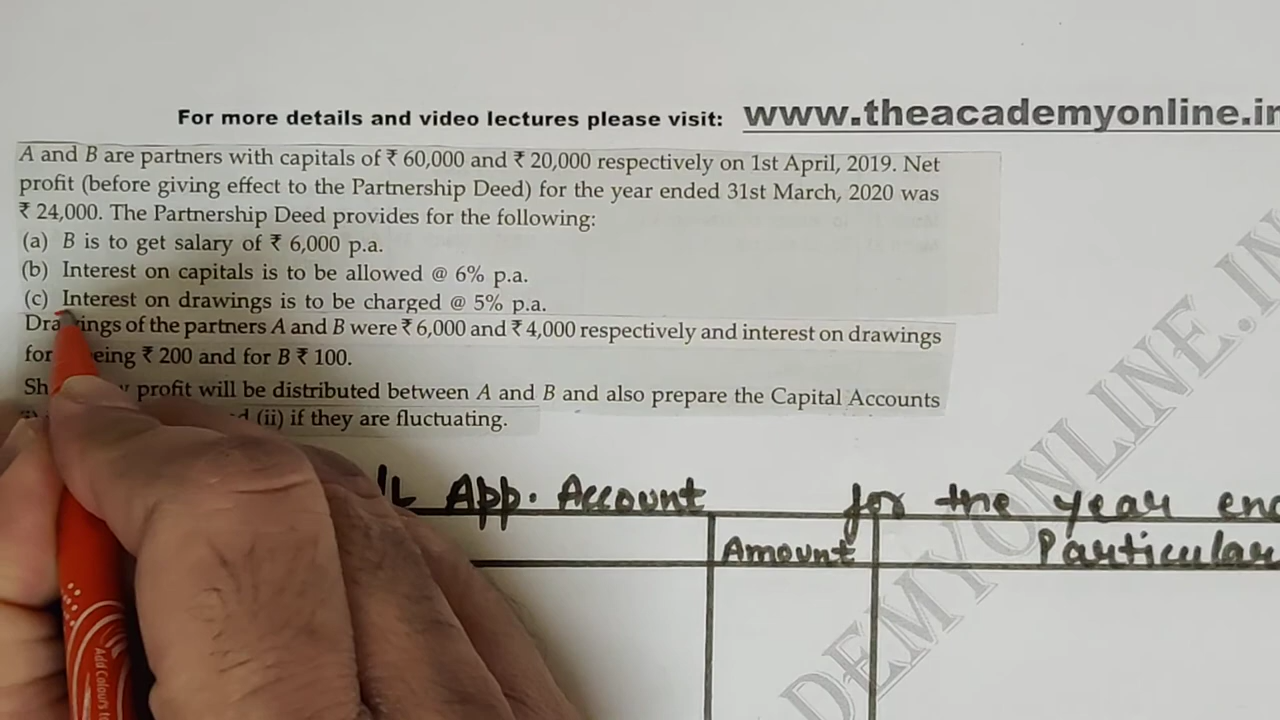 For more details and video lectures please visit: www.theacademyonline.in
A and B are partners with capitals of ₹ 60,000 and ₹ 20,000 respectively on 1st April, 2019. Net
profit (before giving effect to the Partnership Deed) for the year ended 31st March, 2020 was
₹ 24,000. The Partnership Deed provides for the following:
(a) B is to get salary of ₹ 6,000 p.a.
(b) Interest on capitals is to be allowed @ 6% p.a.
(c) Interest on drawings is to be charged @ 5% p.a.
Drawings of the partners A and B were ₹ 6,000 and ₹ 4,000 respectively and interest on drawings
for being ₹ 200 and for B ₹ 100.
profit will be distributed between A and B and also prepare the Capital Accounts
(ii) if they are fluctuating.
App. Account for the year
Amount Particular
DEMYONLINE.IN